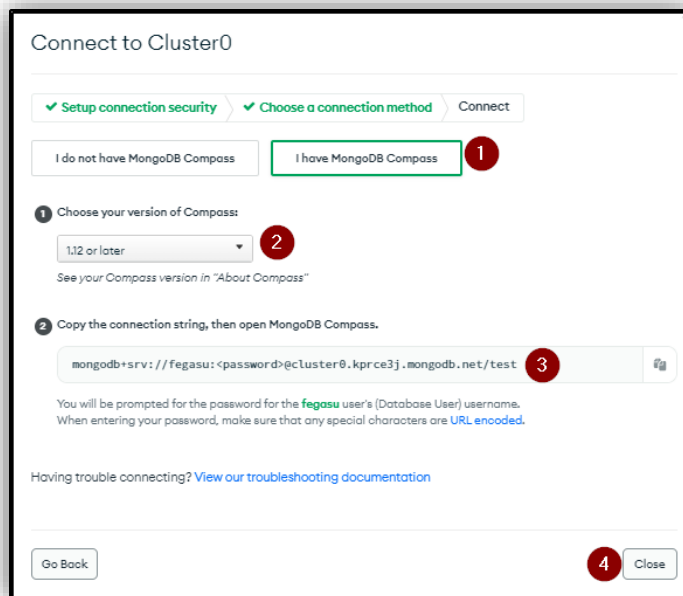 Connect to Cluster0
✔ Setup connection security ✔ Choose a connection method Connect
I do not have MongoDB Compass I have MongoDB Compass 1
1 Choose your version of Compass:
1.12 or later 2
See your Compass version in "About Compass"
2 Copy the connection string, then open MongoDB Compass.
mongodb+srv://fegasu:<password>@cluster0.kprce3j.mongodb.net/test 3
You will be prompted for the password for the fegasu user's (Database User) username.
When entering your password, make sure that any special characters are URL encoded.
Having trouble connecting? View our troubleshooting documentation
Go Back 4 Close